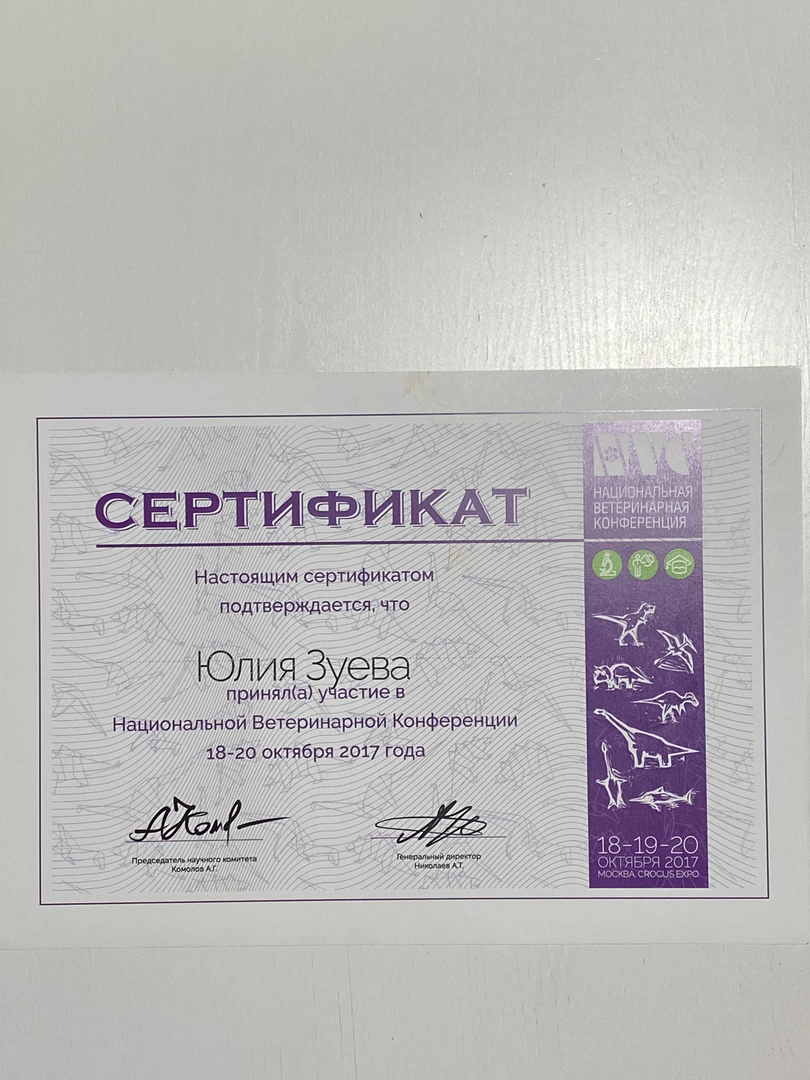 СЕРТИФИКАТ
Настоящим сертификатом
подтверждается, что
Юлия Зуева
принял(а) участие в
Национальной Ветеринарной Конференции
18-20 октября 2017 года
Председатель научного комитета
Комолов А.Г.
Генеральный директор
Николаев А.Т.
NVC
НАЦИОНАЛЬНАЯ
ВЕТЕРИНАРНАЯ
КОНФЕРЕНЦИЯ
18-19-20
ОКТЯБРЯ 2017
МОСКВА. CROCUS EXPO